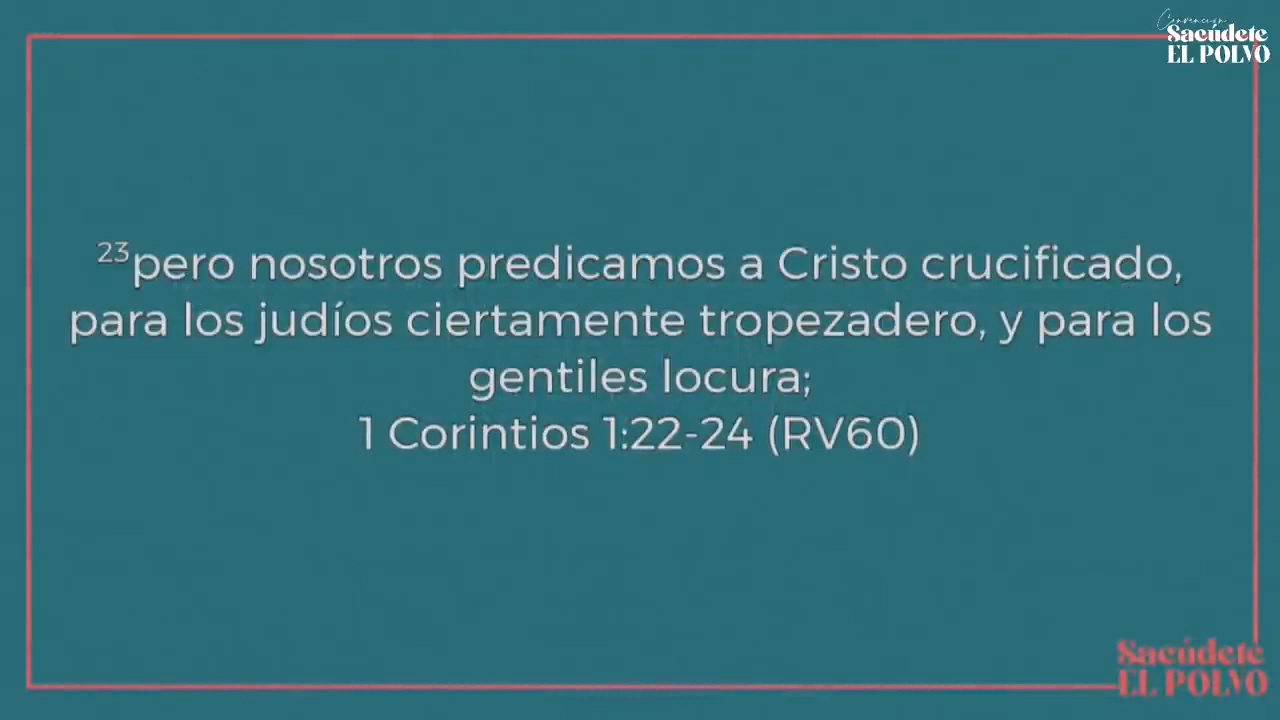 Convención
Sacúdete
EL POLVO
²³pero nosotros predicamos a Cristo crucificado,
para los judíos ciertamente tropezadero, y para los
gentiles locura;
1 Corintios 1:22-24 (RV60)
Sacúdete
EL POLVO